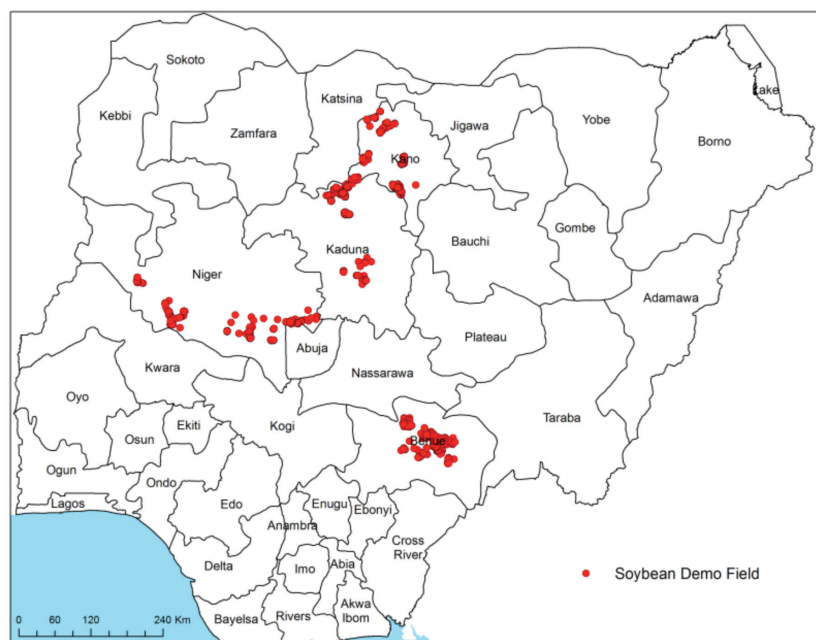 Sokoto
Katsina
Kebbi
Zamfara
Jigawa
Yobe
Lake
Borno
Kano
Bauchi
Gombe
Kaduna
Niger
Adamawa
Plateau
Abuja
Kwara
Nassarawa
Oyo
Taraba
Kogi
Ekiti
Osun
Benue
Ogun
Ondo
Lagos
Edo
Enugu
Ebonyi
Anambra
Cross
River
Delta
Imo
Abia
Soybean Demo Field
Akwa
Ibom
Bayelsa
Rivers
0 60 120 240 Km